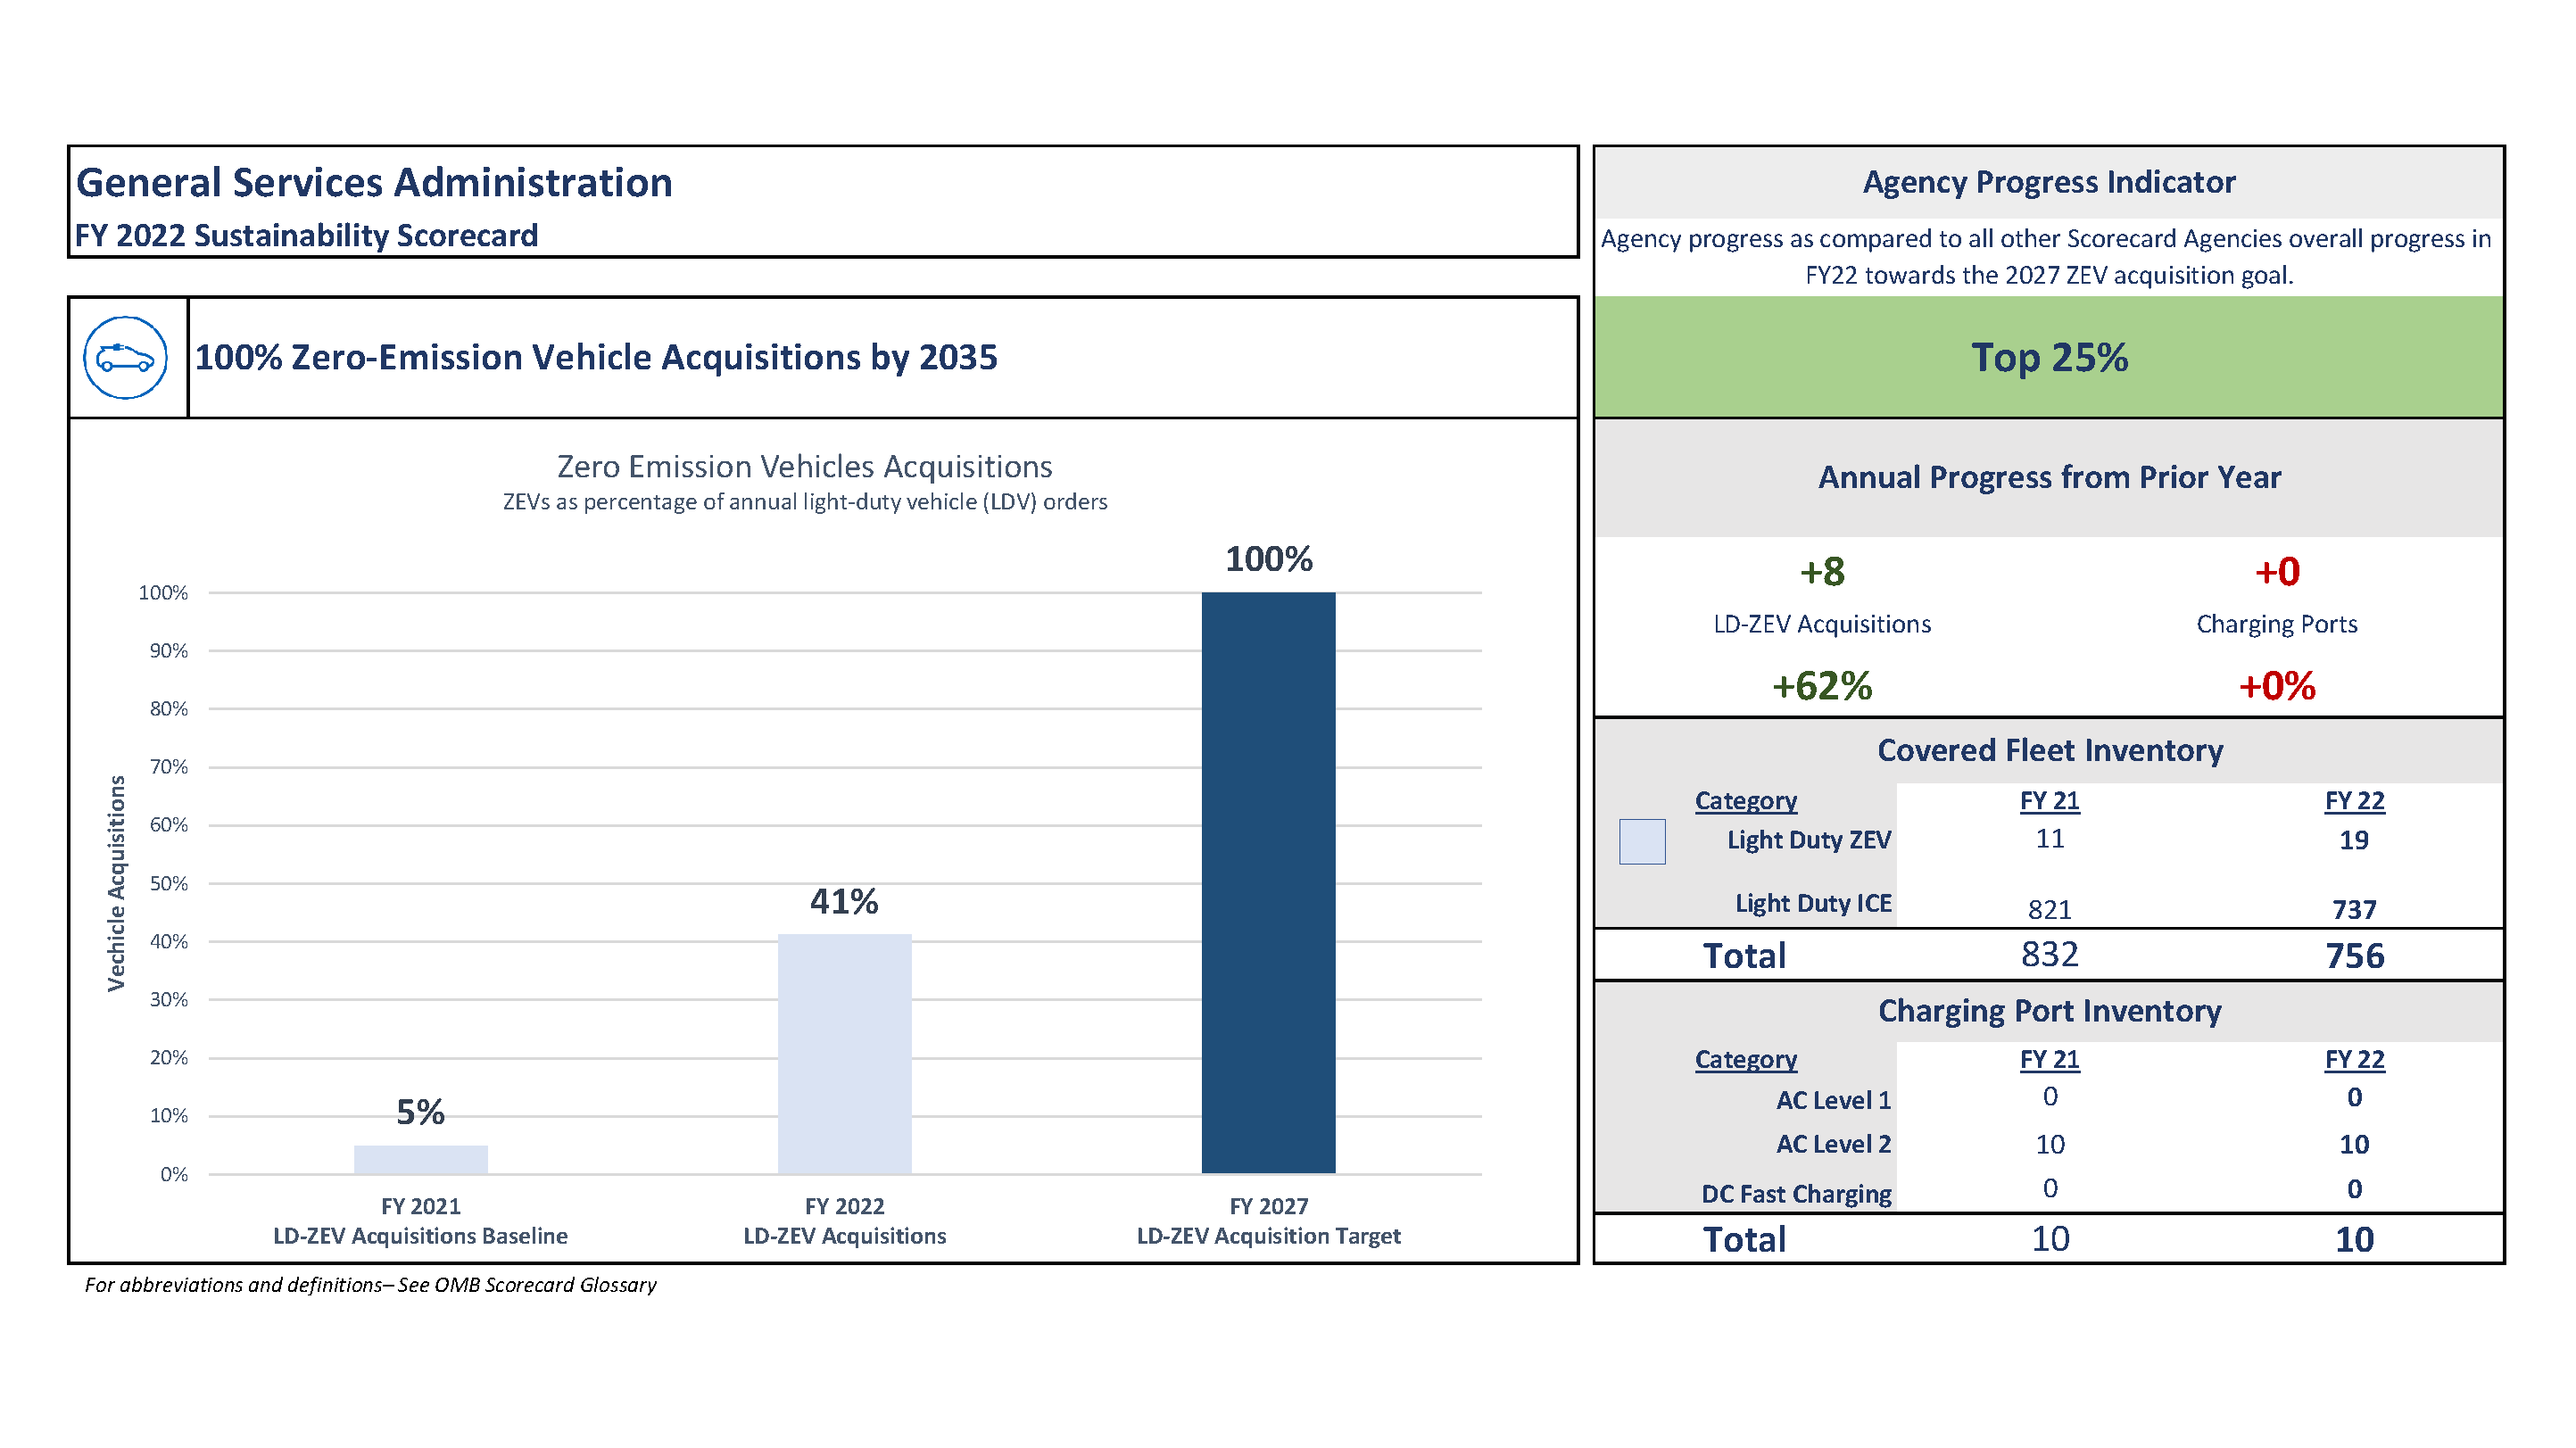 General Services Administration
FY 2022 Sustainability Scorecard
100% Zero-Emission Vehicle Acquisitions by 2035
Zero Emission Vehicles Acquisitions
ZEVs as percentage of annual light-duty vehicle (LDV) orders
Vechicle Acquisitions
100%
90%
80%
70%
60%
50%
40%
30%
20%
10%
0%
5%
41%
100%
FY 2021
LD-ZEV Acquisitions Baseline
FY 2022
LD-ZEV Acquisitions
FY 2027
LD-ZEV Acquisition Target
For abbreviations and definitions– See OMB Scorecard Glossary
Agency Progress Indicator
Agency progress as compared to all other Scorecard Agencies overall progress in
FY22 towards the 2027 ZEV acquisition goal.
Top 25%
Annual Progress from Prior Year
+8 +0
LD-ZEV Acquisitions Charging Ports
+62% +0%
Covered Fleet Inventory
Category FY 21 FY 22
Light Duty ZEV 11 19
Light Duty ICE 821 737
Total 832 756
Charging Port Inventory
Category FY 21 FY 22
AC Level 1 0 0
AC Level 2 10 10
DC Fast Charging 0 0
Total 10 10